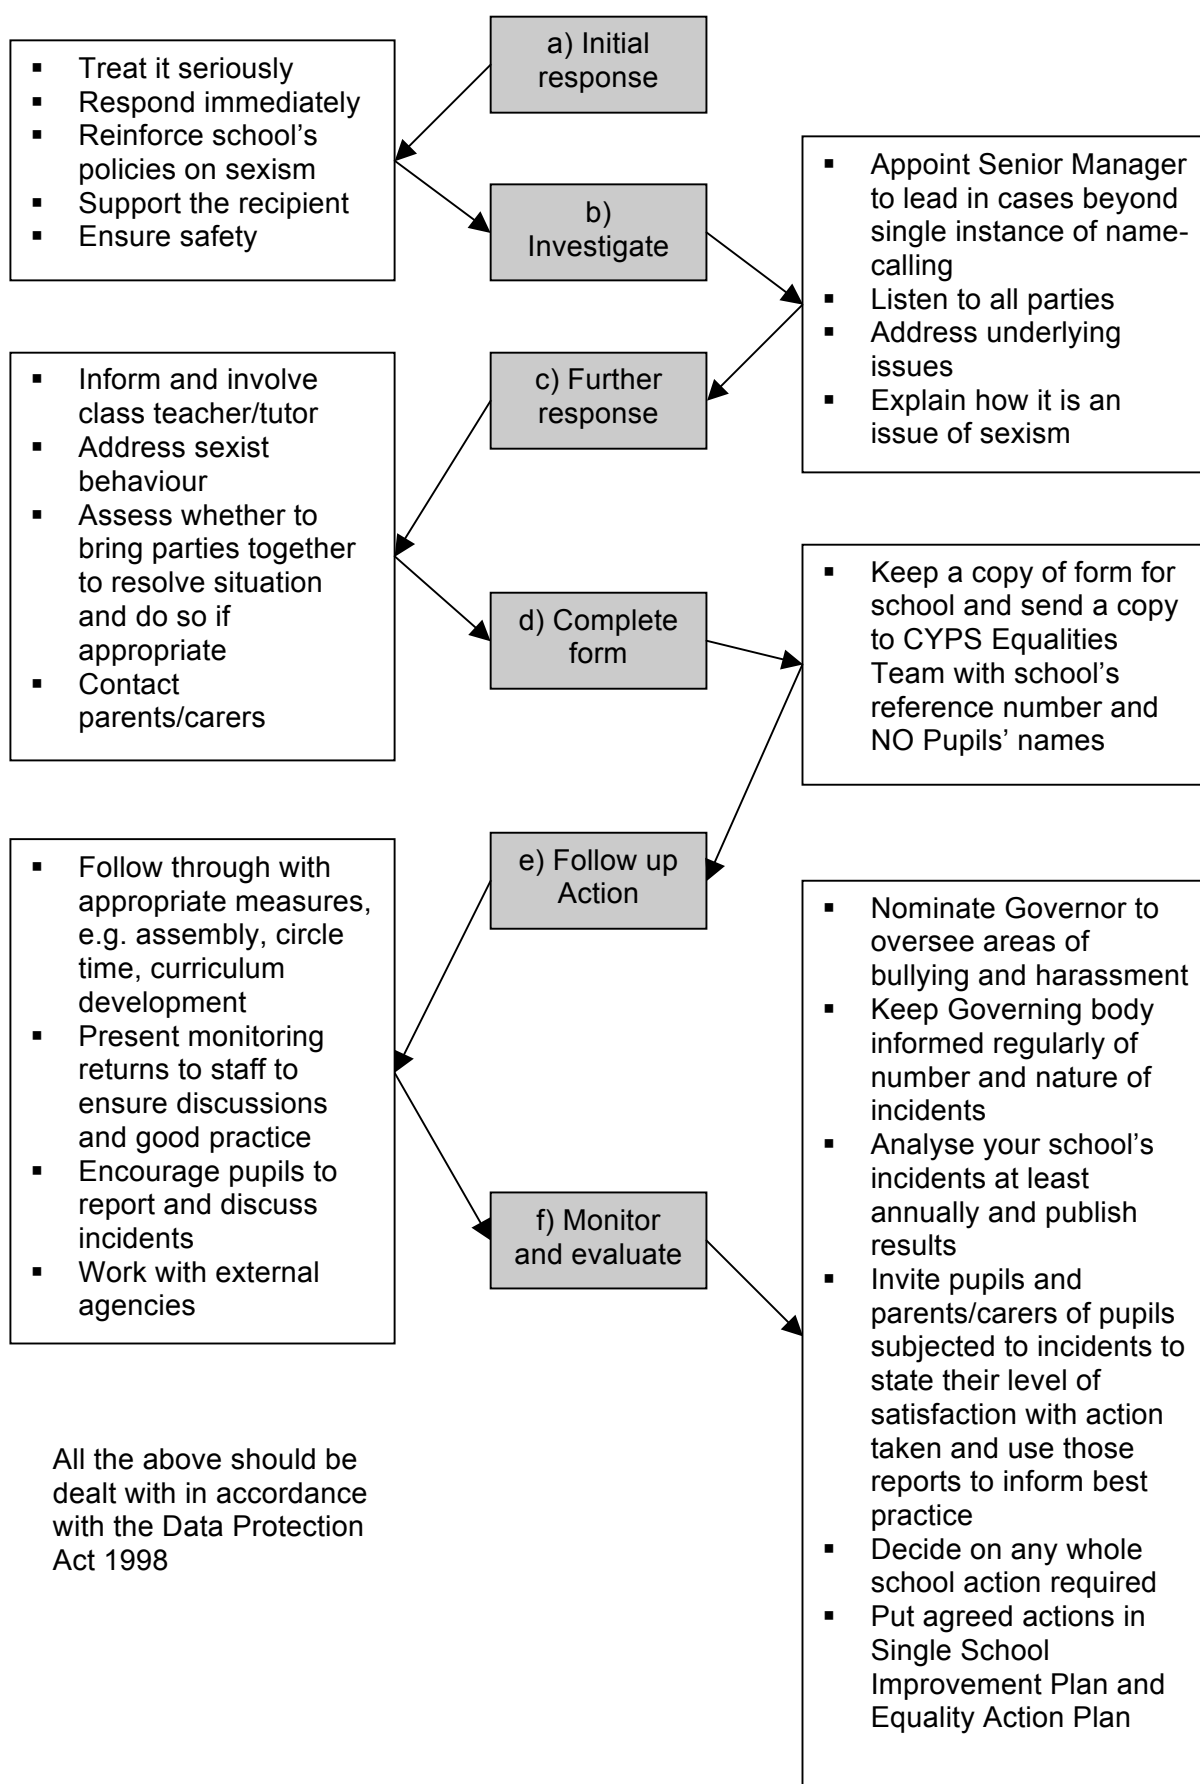 a) Initial
response
▪ Treat it seriously
▪ Respond immediately
▪ Reinforce school’s
policies on sexism
▪ Support the recipient
▪ Ensure safety
b)
Investigate
▪ Appoint Senior Manager
to lead in cases beyond
single instance of name-
calling
▪ Listen to all parties
▪ Address underlying
issues
▪ Explain how it is an
issue of sexism
c) Further
response
▪ Inform and involve
class teacher/tutor
▪ Address sexist
behaviour
▪ Assess whether to
bring parties together
to resolve situation
and do so if
appropriate
▪ Contact
parents/carers
d) Complete
form
▪ Keep a copy of form for
school and send a copy
to CYPS Equalities
Team with school’s
reference number and
NO Pupils’ names
e) Follow up
Action
▪ Follow through with
appropriate measures,
e.g. assembly, circle
time, curriculum
development
▪ Present monitoring
returns to staff to
ensure discussions
and good practice
▪ Encourage pupils to
report and discuss
incidents
▪ Work with external
agencies
f) Monitor
and evaluate
▪ Nominate Governor to
oversee areas of
bullying and harassment
▪ Keep Governing body
informed regularly of
number and nature of
incidents
▪ Analyse your school’s
incidents at least
annually and publish
results
▪ Invite pupils and
parents/carers of pupils
subjected to incidents to
state their level of
satisfaction with action
taken and use those
reports to inform best
practice
▪ Decide on any whole
school action required
▪ Put agreed actions in
Single School
Improvement Plan and
Equality Action Plan
All the above should be
dealt with in accordance
with the Data Protection
Act 1998